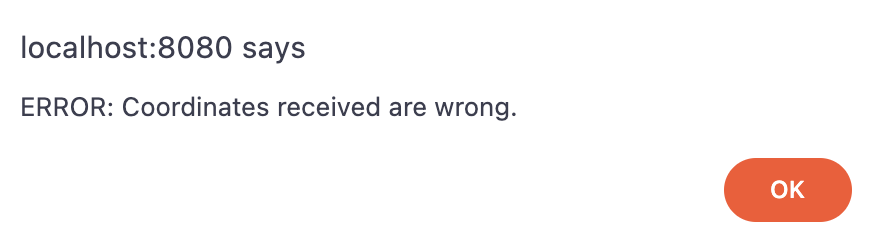 localhost:8080 says
ERROR: Coordinates received are wrong.
OK